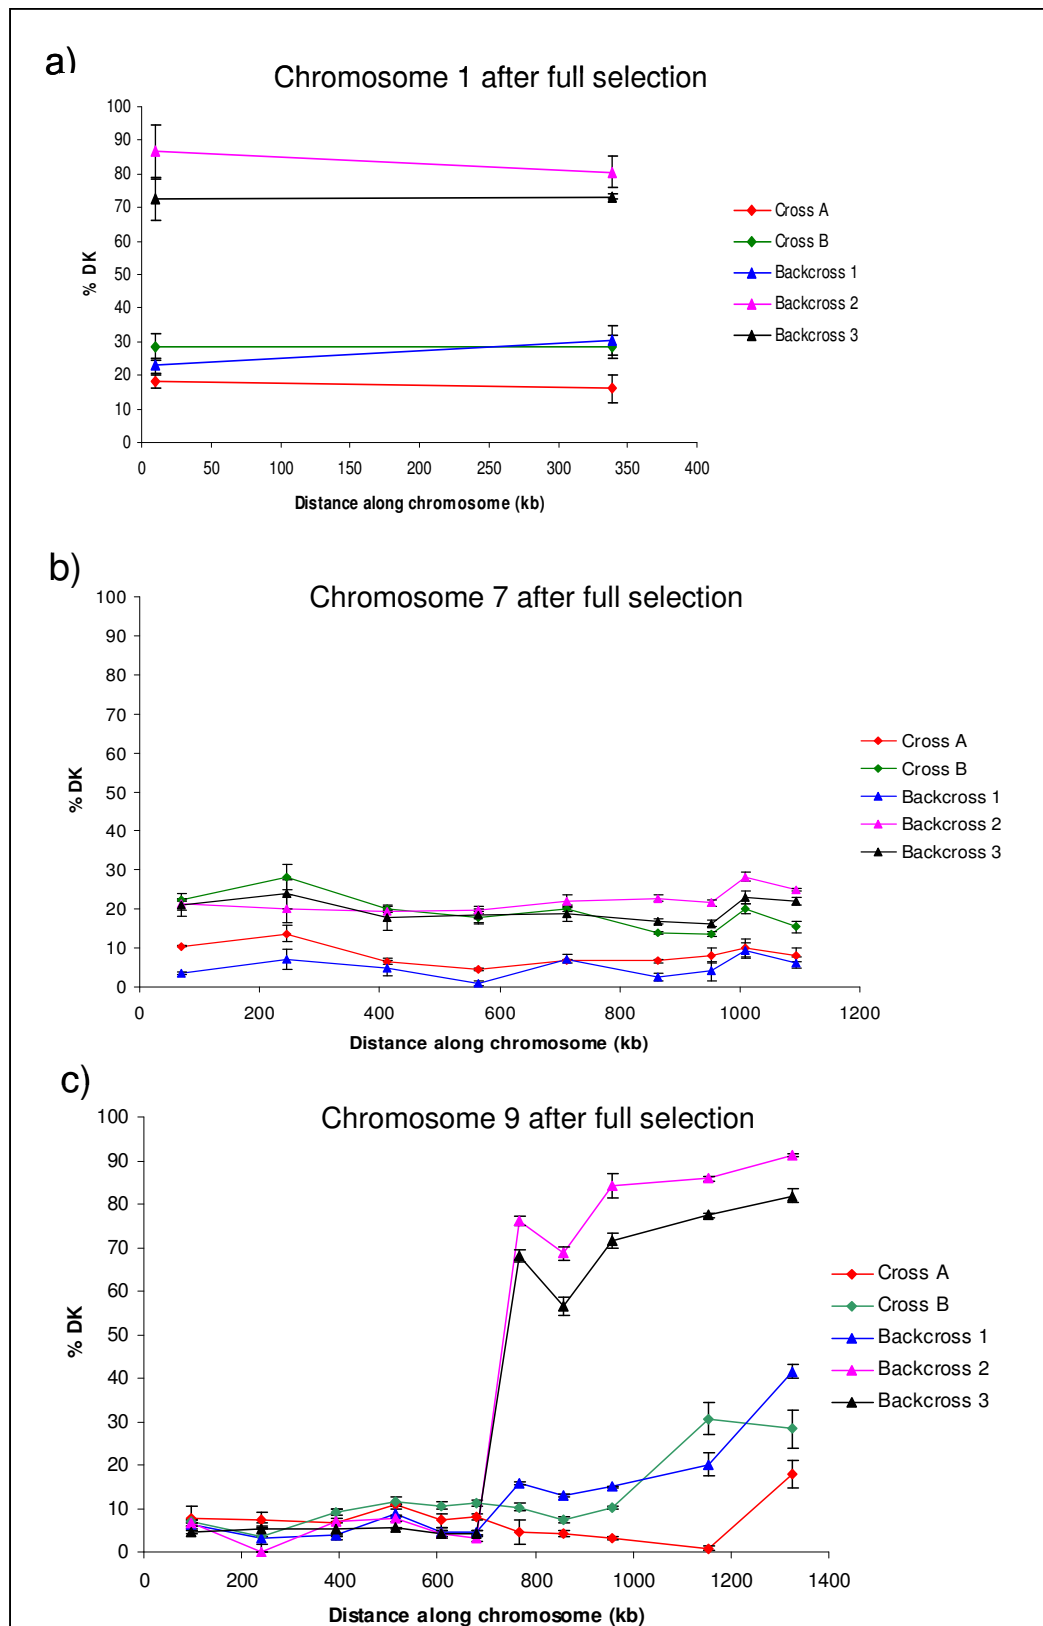 a)
Chromosome 1 after full selection
100
90
80
70
60
50
40
30
20
10
0
% DK
0 50 100 150 200 250 300 350 400
Distance along chromosome (kb)
Cross A
Cross B
Backcross 1
Backcross 2
Backcross 3
b)
Chromosome 7 after full selection
100
90
80
70
60
50
40
30
20
10
0
% DK
0 200 400 600 800 1000 1200
Distance along chromosome (kb)
Cross A
Cross B
Backcross 1
Backcross 2
Backcross 3
c)
Chromosome 9 after full selection
100
90
80
70
60
50
40
30
20
10
0
% DK
0 200 400 600 800 1000 1200 1400
Distance along chromosome (kb)
Cross A
Cross B
Backcross 1
Backcross 2
Backcross 3